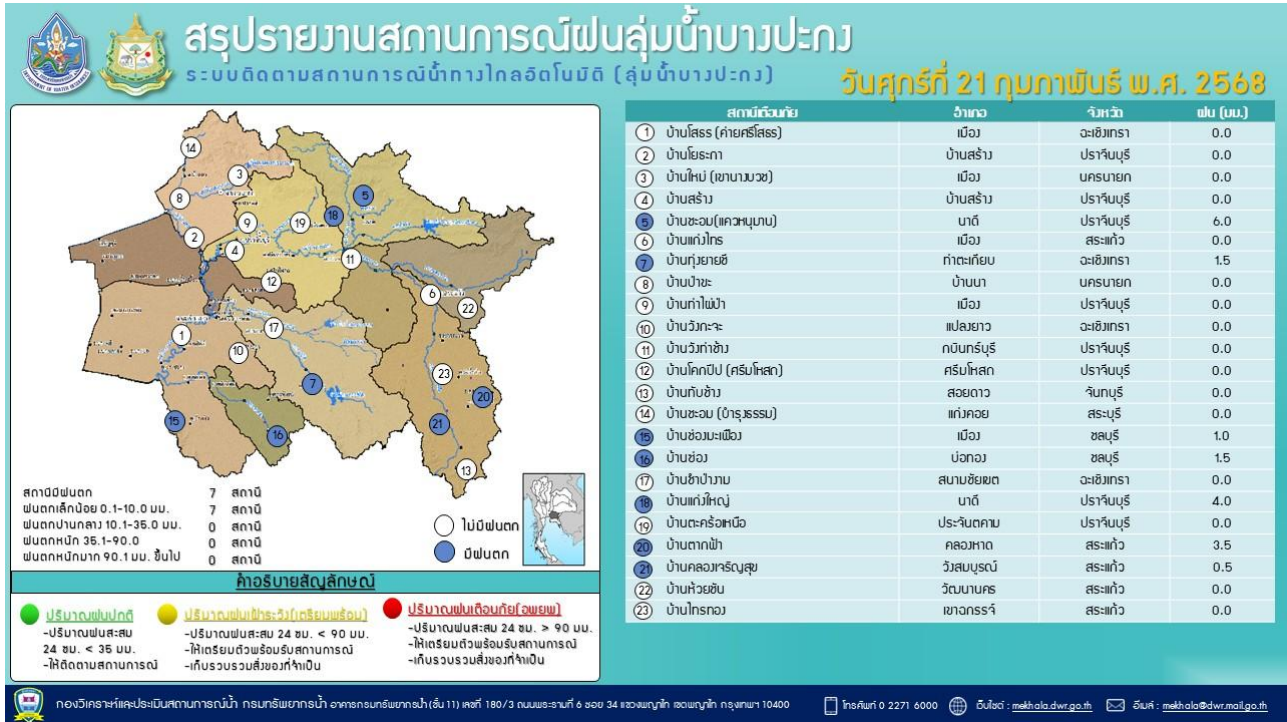 สรุปรายงานสถานการณ์ฝนลุ่มน้ำบางปะกง
ระบบติดตามสถานการณ์น้ำทางไกลอัตโนมัติ (ลุ่มน้ำบางปะกง)
วันศุกร์ที่ 21 กุมภาพันธ์ พ.ศ. 2568
สถานีเตือนภัย อำเภอ จังหวัด ฝน (มม.)
1 บ้านโสธร (ค่ายศรีโสธร) เมือง ฉะเชิงเทรา 0.0
2 บ้านโยธะกา บ้านสร้าง ปราจีนบุรี 0.0
3 บ้านใหม่ (เขานางบวช) เมือง นครนายก 0.0
4 บ้านสร้าง บ้านสร้าง ปราจีนบุรี 0.0
5 บ้านซะอม(แควหนุมาน) นาดี ปราจีนบุรี 6.0
6 บ้านแก่งไทร เมือง สระแก้ว 0.0
7 บ้านทุ่งยายชี ท่าตะเกียบ ฉะเชิงเทรา 1.5
8 บ้านป่าขะ บ้านนา นครนายก 0.0
9 บ้านท่าไผ่ป่า เมือง ปราจีนบุรี 0.0
10 บ้านวังกะจะ แปลงยาว ฉะเชิงเทรา 0.0
11 บ้านวังท่าช้าง กบินทร์บุรี ปราจีนบุรี 0.0
12 บ้านโคกปีป (ศรีมโหสถ) ศรีมโหสถ ปราจีนบุรี 0.0
13 บ้านทับช้าง สอยดาว จันทบุรี 0.0
14 บ้านซะอม (บำรุงธรรม) แก่งคอย สระบุรี 0.0
15 บ้านช่องมะเฟือง เมือง ชลบุรี 1.0
16 บ้านช่อง บ่อทอง ชลบุรี 1.5
17 บ้านชำป่างาม สนามชัยเขต ฉะเชิงเทรา 0.0
18 บ้านแก่งใหญ่ นาดี ปราจีนบุรี 4.0
19 บ้านตะคร้อเหนือ ประจันตคาม ปราจีนบุรี 0.0
20 บ้านตากฟ้า คลองหาด สระแก้ว 3.5
21 บ้านคลองเจริญสุข วังสมบูรณ์ สระแก้ว 0.5
22 บ้านห้วยชัน วัฒนานคร สระแก้ว 0.0
23 บ้านไทรทอง เขาฉกรรจ์ สระแก้ว 0.0
14
3
5
8
18
9
19
2
4
11
12
6
22
17
1
10
7
23
20
15
21
16
13
สถานีมีฝนตก 7 สถานี
ฝนตกเล็กน้อย 0.1-10.0 มม. 7 สถานี
ฝนตกปานกลาง 10.1-35.0 มม. 0 สถานี
ฝนตกหนัก 35.1-90.0 0 สถานี
ฝนตกหนักมาก 90.1 มม. ขึ้นไป 0 สถานี
ไม่มีฝนตก
มีฝนตก
คำอธิบายสัญลักษณ์
ปริมาณฝนปกติ
-ปริมาณฝนสะสม
24 ชม. < 35 มม.
-ให้ติดตามสถานการณ์
ปริมาณฝนเฝ้าระวัง(เตรียมพร้อม)
-ปริมาณฝนสะสม 24 ชม. < 90 มม.
-ให้เตรียมตัวพร้อมรับสถานการณ์
-เก็บรวบรวมสิ่งของที่จำเป็น
ปริมาณฝนเตือนภัย(อพยพ)
-ปริมาณฝนสะสม 24 ชม. > 90 มม.
-ให้เตรียมตัวพร้อมรับสถานการณ์
-เก็บรวบรวมสิ่งของที่จำเป็น
กองวิเคราะห์และประเมินสถานการณ์น้ำ กรมทรัพยากรน้ำ อาคารกรมทรัพยากรน้ำ (ชั้น 11) เลขที่ 180/3 ถนนพระรามที่ 6 ซอย 34 แขวงพญาไท เขตพญาไท กรุงเทพฯ 10400
โทรศัพท์ 0 2271 6000
เว็บไซต์ : mekhala.dwr.go.th
อีเมล์ : mekhala@dwr.mail.go.th